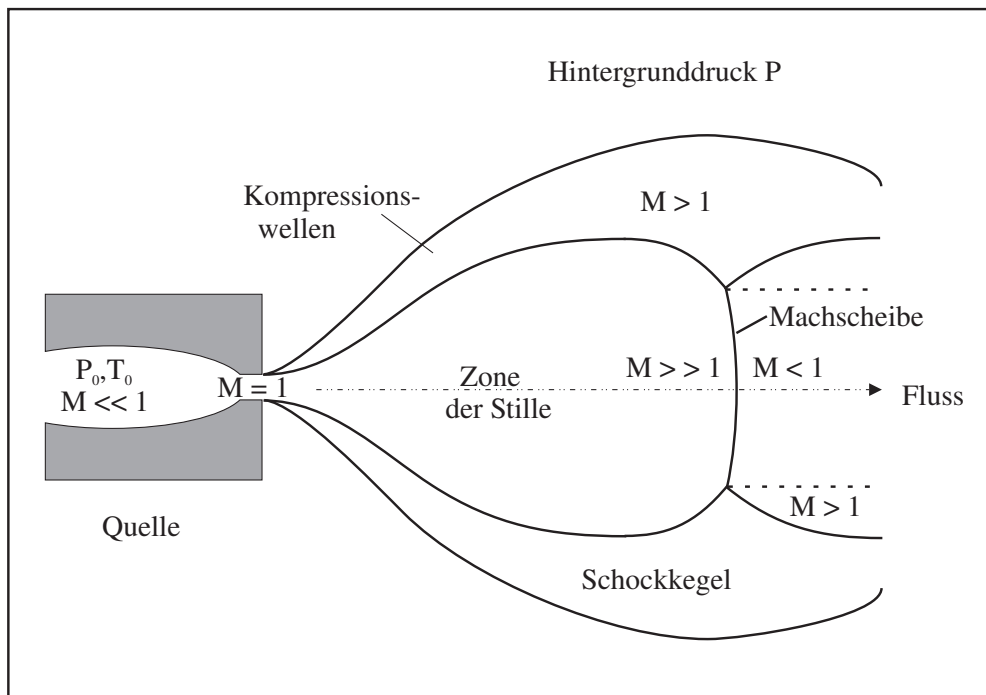 Hintergrunddruck P
Kompressions-
wellen
M > 1
Machscheibe
P₀,T₀
M << 1
M = 1
Zone
der Stille
M > > 1
M < 1
Fluss
M > 1
Quelle
Schockkegel